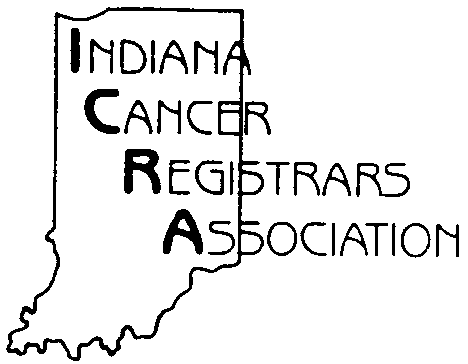 INDIANA
CANCER
REGISTRARS
ASSOCIATION